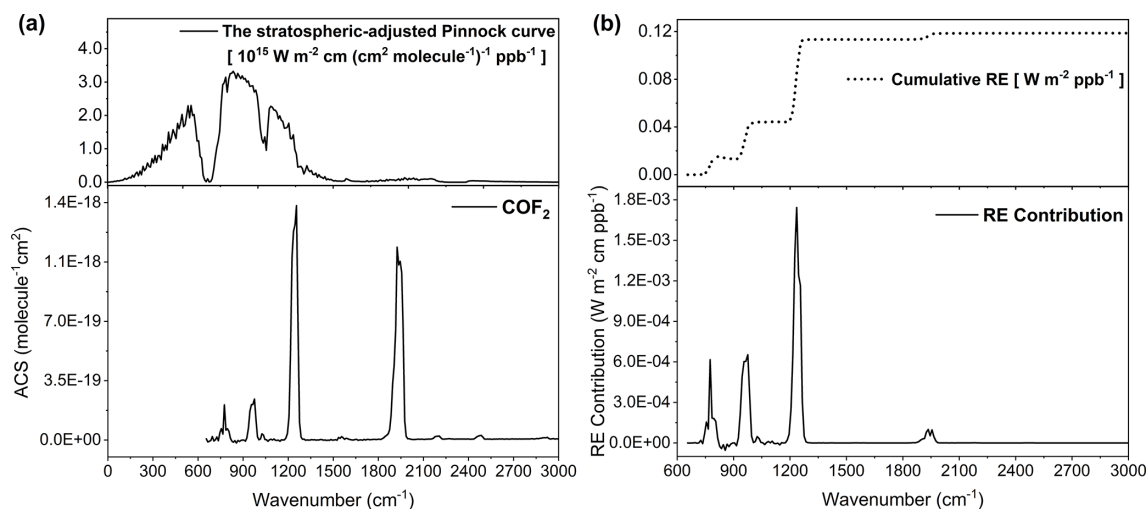 (a)
The stratospheric-adjusted Pinnock curve
[ 10¹⁵ W m⁻² cm (cm² molecule⁻¹)⁻¹ ppb⁻¹ ]
4.0
3.0
2.0
1.0
0.0
COF₂
1.4E-18
1.1E-18
7.0E-19
3.5E-19
0.0E+00
ACS (molecule⁻¹cm²)
0 300 600 900 1200 1500 1800 2100 2400 2700 3000
Wavenumber (cm⁻¹)
(b)
0.12
0.08
0.04
0.00
Cumulative RE [ W m⁻² ppb⁻¹ ]
RE Contribution
1.8E-03
1.5E-03
1.2E-03
9.0E-04
6.0E-04
3.0E-04
0.0E+00
RE Contribution (W m⁻² cm ppb⁻¹)
600 900 1200 1500 1800 2100 2400 2700 3000
Wavenumber (cm⁻¹)